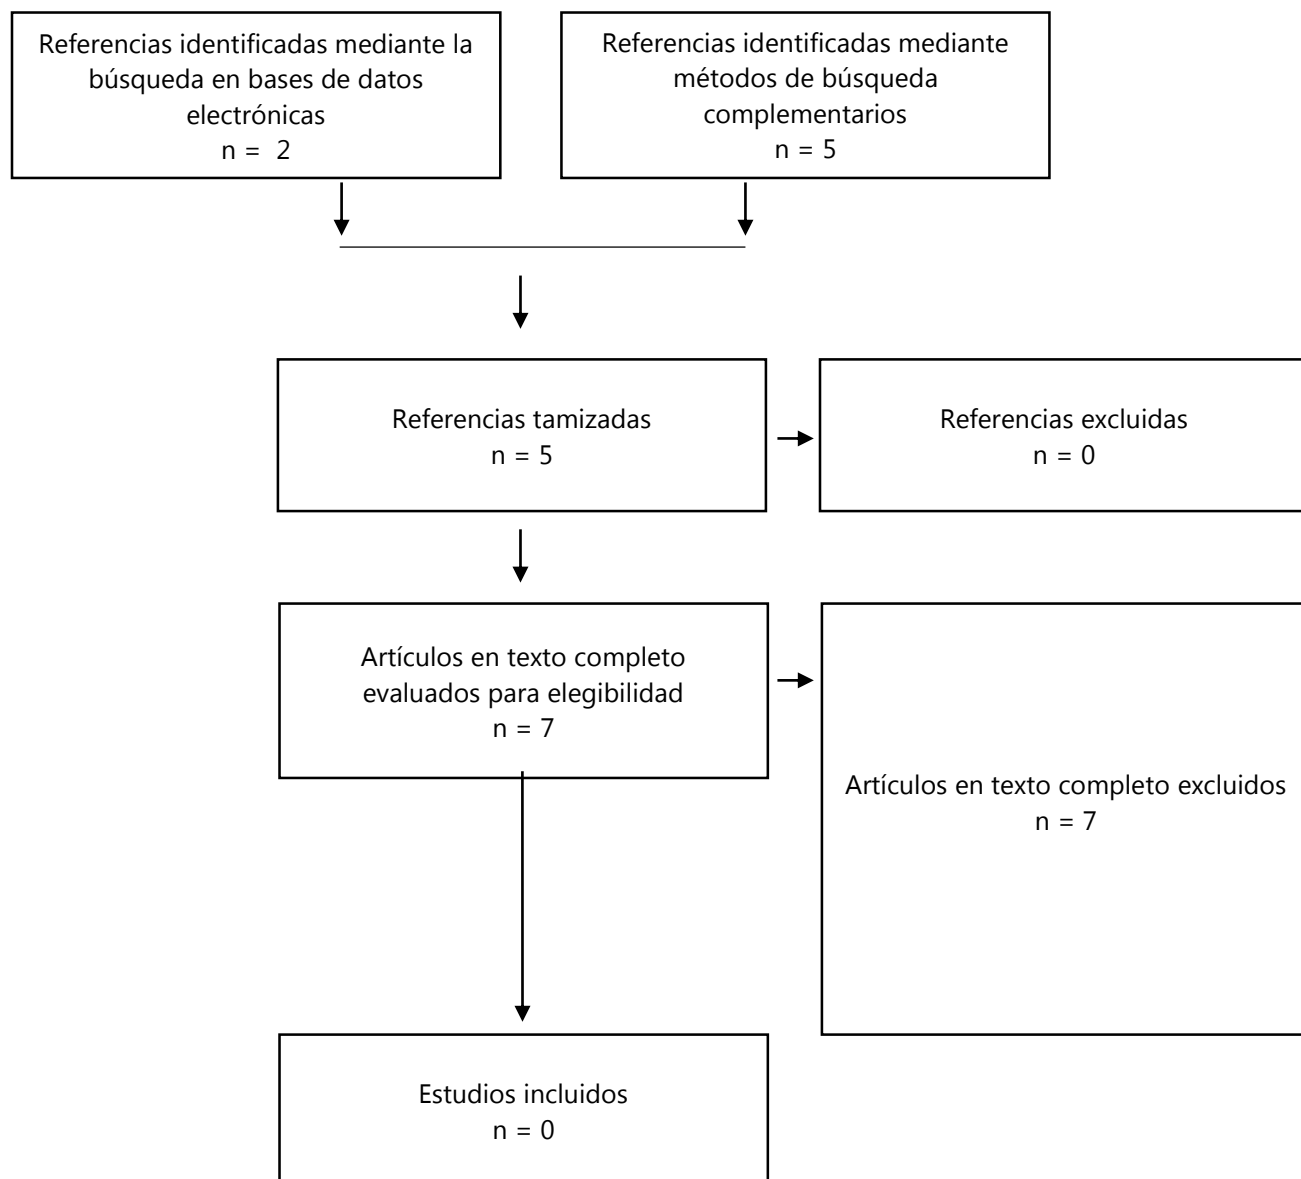 Referencias identificadas mediante la
búsqueda en bases de datos
electrónicas
n = 2
Referencias identificadas mediante
métodos de búsqueda
complementarios
n = 5
Referencias tamizadas
n = 5
Referencias excluidas
n = 0
Artículos en texto completo
evaluados para elegibilidad
n = 7
Artículos en texto completo excluidos
n = 7
Estudios incluidos
n = 0